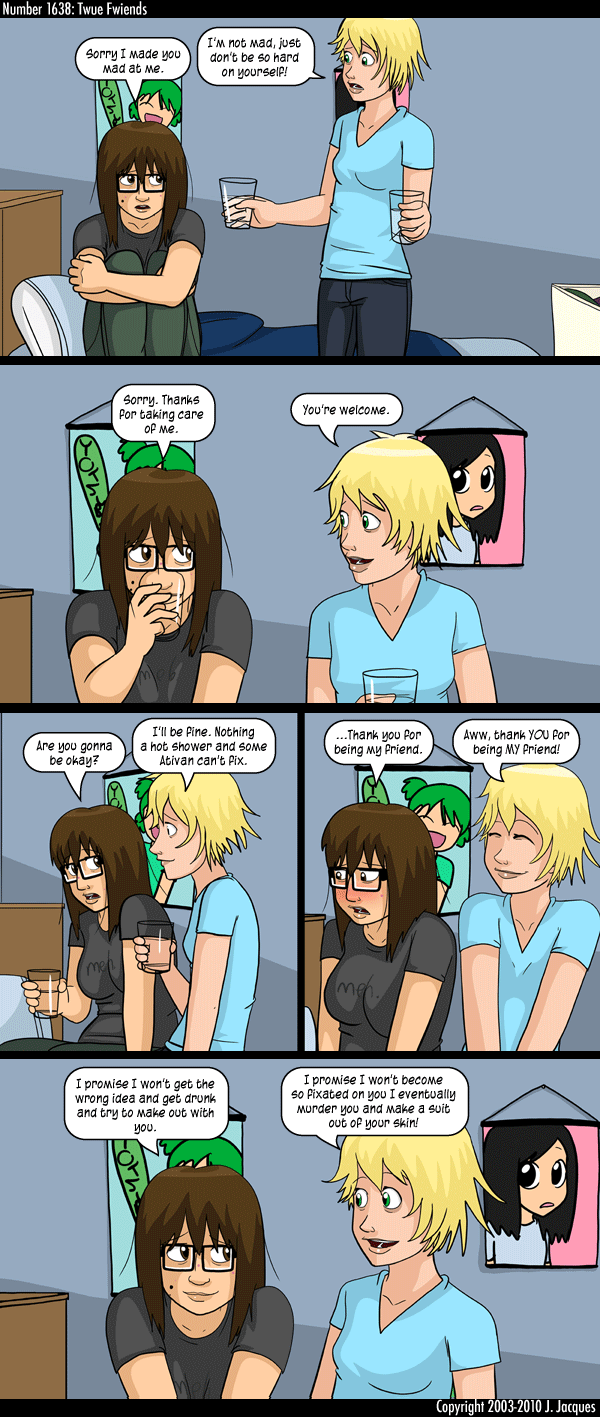 Number 1638: Twue Fwiends
Sorry I made you
mad at me.
I'm not mad, just
don't be so hard
on yourself!
Sorry. Thanks
for taking care
of me.
You're welcome.
meh.
Are you gonna
be okay?
I'll be fine. Nothing
a hot shower and some
Ativan can't fix.
meh.
...Thank you for
being my friend.
Aww, thank YOU for
being MY friend!
meh.
I promise I won't get the
wrong idea and get drunk
and try to make out with
you.
I promise I won't become
so fixated on you I eventually
murder you and make a suit
out of your skin!
Copyright 2003-2010 J. Jacques